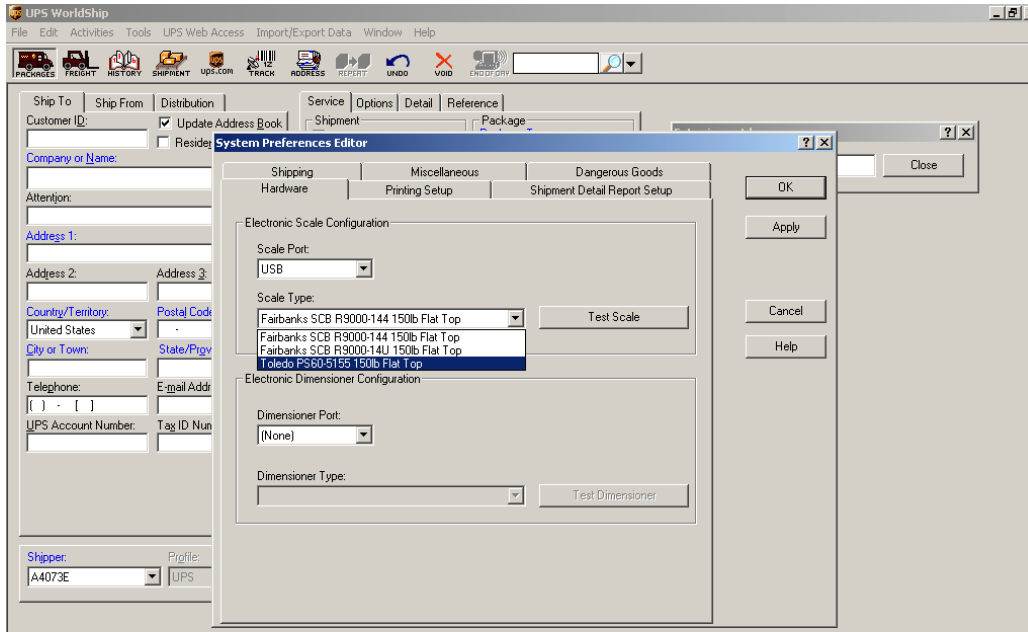 UPS WorldShip
File Edit Activities Tools UPS Web Access Import/Export Data Window Help
PACKAGES FREIGHT HISTORY SHIPMENT ups.com TRACK ADDRESS REPEAT UNDO VOID END OF DAY
Ship To Ship From Distribution
Customer ID:
Update Address Book
Company or Name:
Attention:
Address 1:
Address 2: Address 3:
Country/Territory: Postal Code
United States -
City or Town: State/Prov
Telephone: E-mail Addr
( ) - [ ]
UPS Account Number: Tax ID Num
Shipper: Profile:
A4073E UPS
Service Options Detail Reference
Shipment Package
Close
System Preferences Editor
Shipping Miscellaneous Dangerous Goods
Hardware Printing Setup Shipment Detail Report Setup
Electronic Scale Configuration
Scale Port:
USB
Scale Type:
Fairbanks SCB R9000-144 150lb Flat Top Test Scale
Fairbanks SCB R9000-144 150lb Flat Top
Fairbanks SCB R9000-14U 150lb Flat Top
Toledo PS60-5155 150lb Flat Top
Electronic Dimensioner Configuration
Dimensioner Port:
(None)
Dimensioner Type:
Test Dimensioner
OK
Apply
Cancel
Help